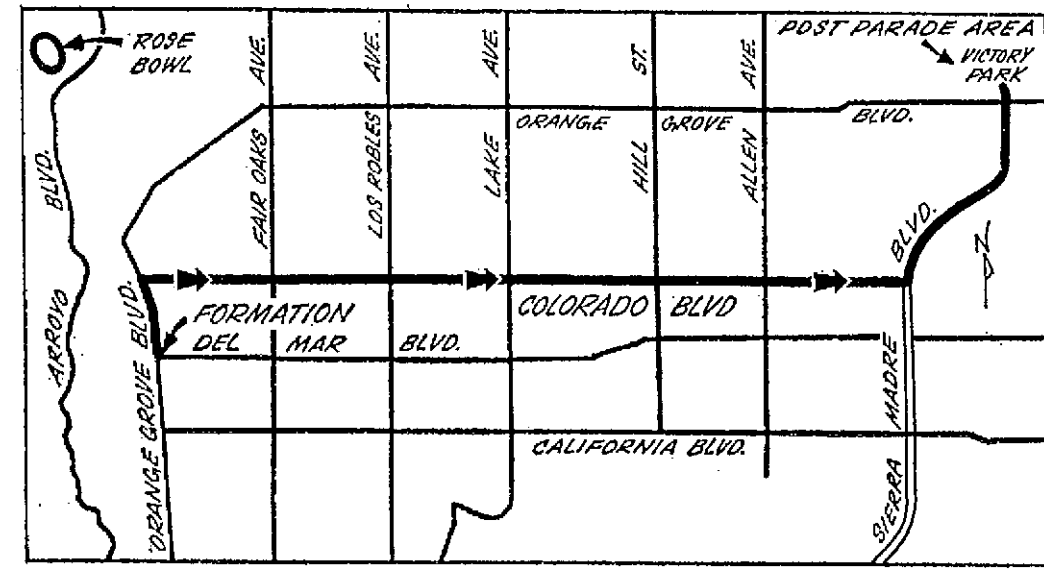 ROSE
BOWL
AVE.
AVE.
AVE.
ST.
AVE.
POST PARADE AREA
VICTORY
PARK
ORANGE GROVE BLVD.
BLVD.
ARROYO
FAIR OAKS
LOS ROBLES
LAKE
HILL
ALLEN
BLVD.
N
FORMATION
COLORADO BLVD
DEL MAR BLVD.
ORANGE GROVE BLVD.
SIERRA MADRE
CALIFORNIA BLVD.